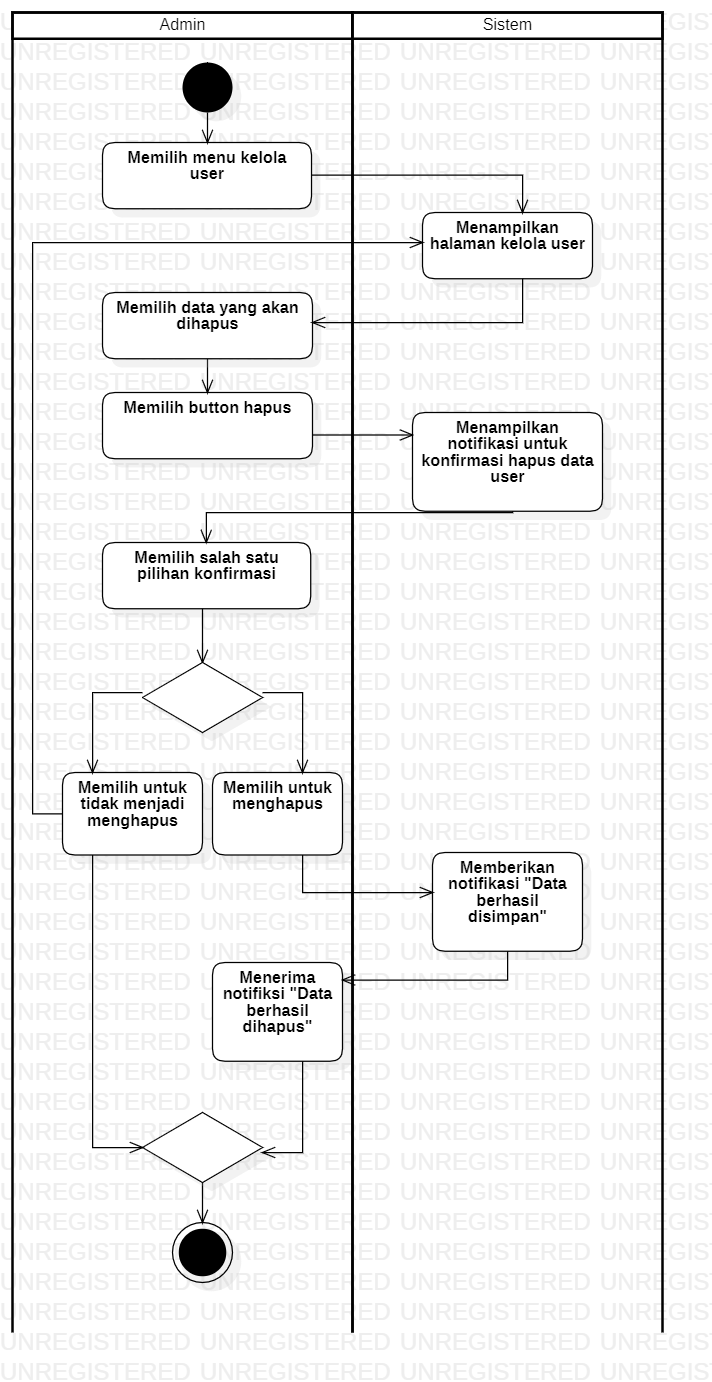 Admin
Sistem
Memilih menu kelola
user
Menampilkan
halaman kelola user
Memilih data yang akan
dihapus
Memilih button hapus
Menampilkan
notifikasi untuk
konfirmasi hapus data
user
Memilih salah satu
pilihan konfirmasi
Memilih untuk
tidak menjadi
menghapus
Memilih untuk
menghapus
Memberikan
notifikasi "Data
berhasil
disimpan"
Menerima
notifiksi "Data
berhasil
dihapus"
UNREGISTERED